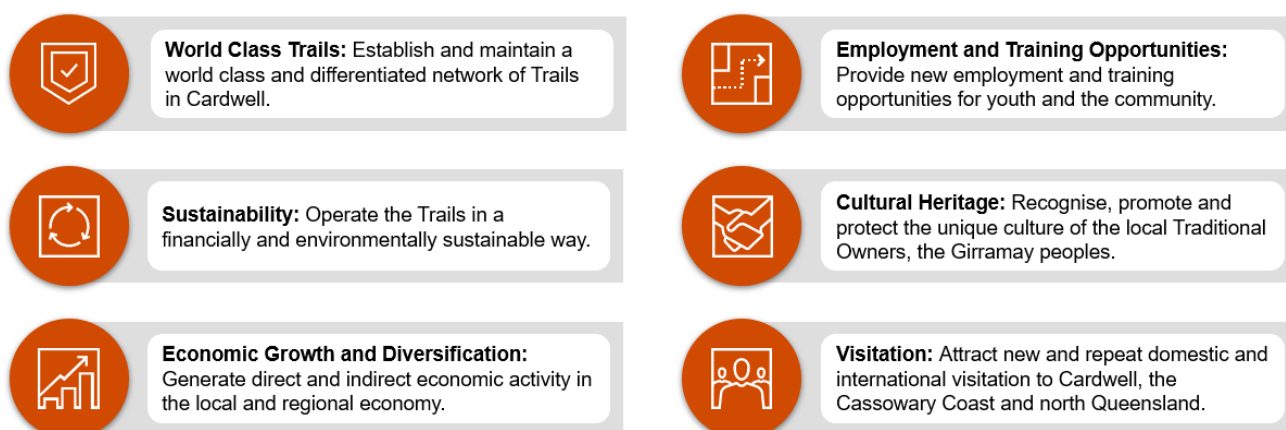 World Class Trails: Establish and maintain a
world class and differentiated network of Trails
in Cardwell.
Employment and Training Opportunities:
Provide new employment and training
opportunities for youth and the community.
Sustainability: Operate the Trails in a
financially and environmentally sustainable way.
Cultural Heritage: Recognise, promote and
protect the unique culture of the local Traditional
Owners, the Girramay peoples.
Economic Growth and Diversification:
Generate direct and indirect economic activity in
the local and regional economy.
Visitation: Attract new and repeat domestic and
international visitation to Cardwell, the
Cassowary Coast and north Queensland.